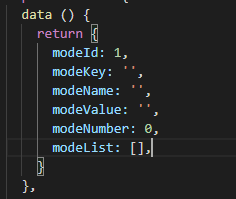 data () {
return {
modeId: 1,
modeKey: '',
modeName: '',
modeValue: '',
modeNumber: 0,
modeList: [],
}
},